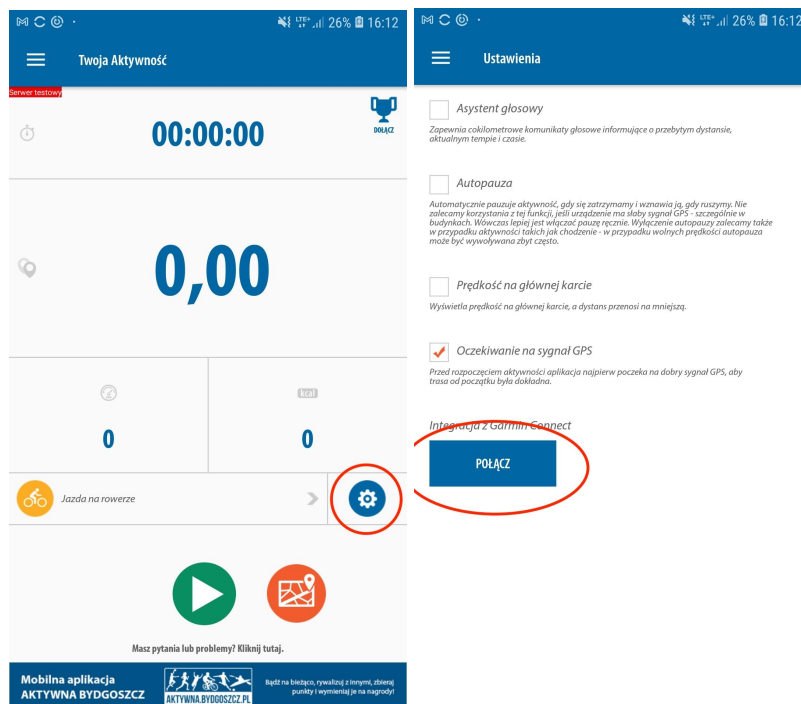 LTE+ 26% 16:12
Twoja Aktywność
Serwer testowy
00:00:00
DOŁĄCZ
0,00
kcal
0
0
Jazda na rowerze
Masz pytania lub problemy? Kliknij tutaj.
Mobilna aplikacja
AKTYWNA BYDGOSZCZ
AKTYWNA.BYDGOSZCZ.PL
Bądź na bieżąco, rywalizuj z innymi, zbieraj
punkty i wymieniaj je na nagrody!
LTE+ 26% 16:12
Ustawienia
Asystent głosowy
Zapewnia cokilometrowe komunikaty głosowe informujące o przebytym dystansie,
aktualnym tempie i czasie.
Autopauza
Automatycznie pauzuje aktywność, gdy się zatrzymamy i wznawia ją, gdy ruszymy. Nie
zalecamy korzystania z tej funkcji, jeśli urządzenie ma słaby sygnał GPS - szczególnie w
budynkach. Wówczas lepiej jest włączać pauzę ręcznie. Wyłączenie autopauzy zalecamy także
w przypadku aktywności takich jak chodzenie - w przypadku wolnych prędkości autopauza
może być wywoływana zbyt często.
Prędkość na głównej karcie
Wyświetla prędkość na głównej karcie, a dystans przenosi na mniejszą.
Oczekiwanie na sygnał GPS
Przed rozpoczęciem aktywności aplikacja najpierw poczeka na dobry sygnał GPS, aby
trasa od początku była dokładna.
Integracja z Garmin Connect
POŁĄCZ